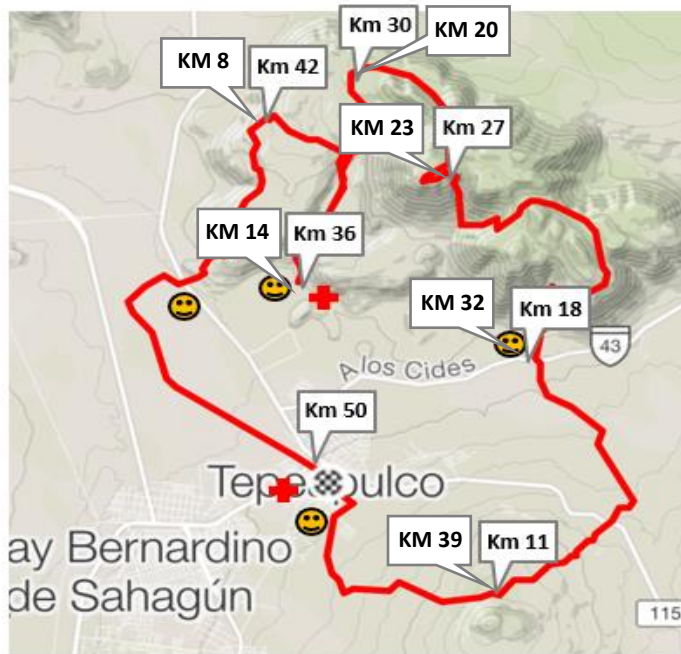 Km 30
KM 20
KM 8
Km 42
KM 23
Km 27
KM 14
Km 36
KM 32
Km 18
43
A los Cides
Km 50
Tepeapulco
ay Bernardino
de Sahagún
KM 39
Km 11
115